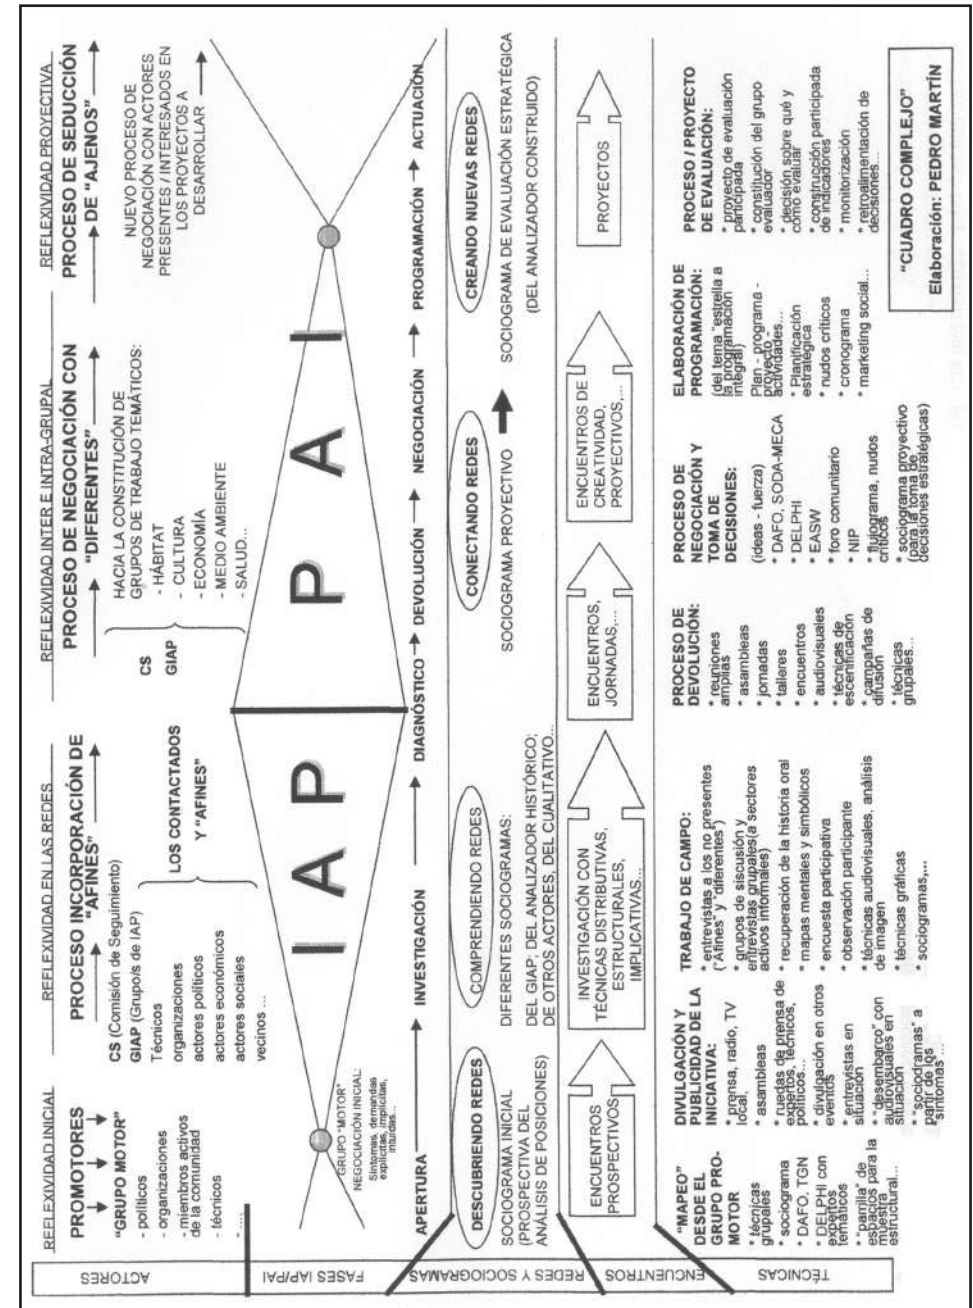 REFLEXIVIDAD INICIAL
PROMOTORES
"GRUPO MOTOR"
- políticos
- organizaciones
- miembros activos
de la comunidad
- técnicos
- ....
REFLEXIVIDAD EN LAS REDES
PROCESO INCORPORACIÓN DE
"AFINES"
CS (Comisión de Seguimiento)
GIAP (Grupo/s de IAP)
Técnicos
organizaciones
actores políticos
actores económicos
actores sociales
vecinos ...
LOS CONTACTADOS
Y "AFINES"
REFLEXIVIDAD INTER E INTRA-GRUPAL
PROCESO DE NEGOCIACIÓN CON
"DIFERENTES"
CS
GIAP
HACIA LA CONSTITUCIÓN DE
GRUPOS DE TRABAJO TEMÁTICOS:
- HÁBITAT
- CULTURA
- ECONOMÍA
- MEDIO AMBIENTE
- SALUD...
REFLEXIVIDAD PROYECTIVA
PROCESO DE SEDUCCIÓN
DE "AJENOS"
NUEVO PROCESO DE
NEGOCIACIÓN CON ACTORES
PRESENTES / INTERESADOS EN
LOS PROYECTOS A
DESARROLLAR
ACTORES
FASES IAP/PAI
GRUPO "MOTOR"
NEGOCIACIÓN INICIAL:
Síntomas, demandas
explícitas, implícitas,
intuidas...
I A P P A I
APERTURA INVESTIGACIÓN DIAGNÓSTICO DEVOLUCIÓN NEGOCIACIÓN PROGRAMACIÓN ACTUACIÓN
REDES Y SOCIOGRAMAS
DESCUBRIENDO REDES
SOCIOGRAMA INICIAL
(PROSPECTIVA DEL
ANÁLISIS DE POSICIONES)
COMPRENDIENDO REDES
DIFERENTES SOCIOGRAMAS:
DEL GIAP; DEL ANALIZADOR HISTÓRICO;
DE OTROS ACTORES, DEL CUALITATIVO...
CONECTANDO REDES
SOCIOGRAMA PROYECTIVO
CREANDO NUEVAS REDES
SOCIOGRAMA DE EVALUACIÓN ESTRATÉGICA
(DEL ANALIZADOR CONSTRUIDO)
ENCUENTROS
ENCUENTROS
PROSPECTIVOS
INVESTIGACIÓN CON
TÉCNICAS DISTRIBUTIVAS,
ESTRUCTURALES,
IMPLICATIVAS...
ENCUENTROS,
JORNADAS,...
ENCUENTROS DE
CREATIVIDAD,
PROYECTIVOS,...
PROYECTOS
TÉCNICAS
"MAPEO"
DESDE EL
GRUPO PRO-
MOTOR
* técnicas
grupales
* sociograma
* DAFO, TGN
* DELPHI con
expertos
temáticos
* "parrilla" de
espacios para la
muestra
estructural...
DIVULGACIÓN Y
PUBLICIDAD DE LA
INICIATIVA:
* prensa, radio, TV
local,
* asambleas
* ruedas de prensa de
expertos, técnicos,
políticos...
* divulgación en otros
eventos
* entrevistas en
situación
* "desembarco" con
audiovisuales en
situación
* "sociodramas" a
partir de los
"síntomas"...
TRABAJO DE CAMPO:
* entrevistas a los no presentes
("Afines" y "diferentes")
* grupos de siscusión y
entrevistas grupales(a sectores
activos informales)
* recuperación de la historia oral
* mapas mentales y simbólicos
* encuesta participativa
* observación participante
* técnicas audiovisuales, análisis
de imagen
* técnicas gráficas
* sociogramas,...
PROCESO DE
DEVOLUCIÓN:
* reuniones
amplias
* asambleas
* jornadas
* talleres
* encuentros
* audiovisuales
* técnicas de
escenificación
* campañas de
difusión
* técnicas
grupales...
PROCESO DE
NEGOCIACIÓN Y
TOMA DE
DECISIONES:
(ideas - fuerza)
* DAFO, SODA-MECA
* DELPHI
* EASW
* foro comunitario
* NIP
* flujograma, nudos
críticos
* sociograma proyectivo
(para la toma de
decisiones estratégicas)
ELABORACIÓN DE
PROGRAMACIÓN:
(del tema "estrella a
la programación
integral)
Plan - programa -
proyecto -
actividades...
* Planificación
estratégica
* nudos críticos
* cronograma
* marketing social...
PROCESO / PROYECTO
DE EVALUACIÓN:
* proyecto de evaluación
participada
* constitución del grupo
evaluador
* decisión sobre qué y
cómo evaluar
* construcción participada
de indicadores
* monitorización
* retroalimentación de
decisiones...
"CUADRO COMPLEJO"
Elaboración: PEDRO MARTÍN